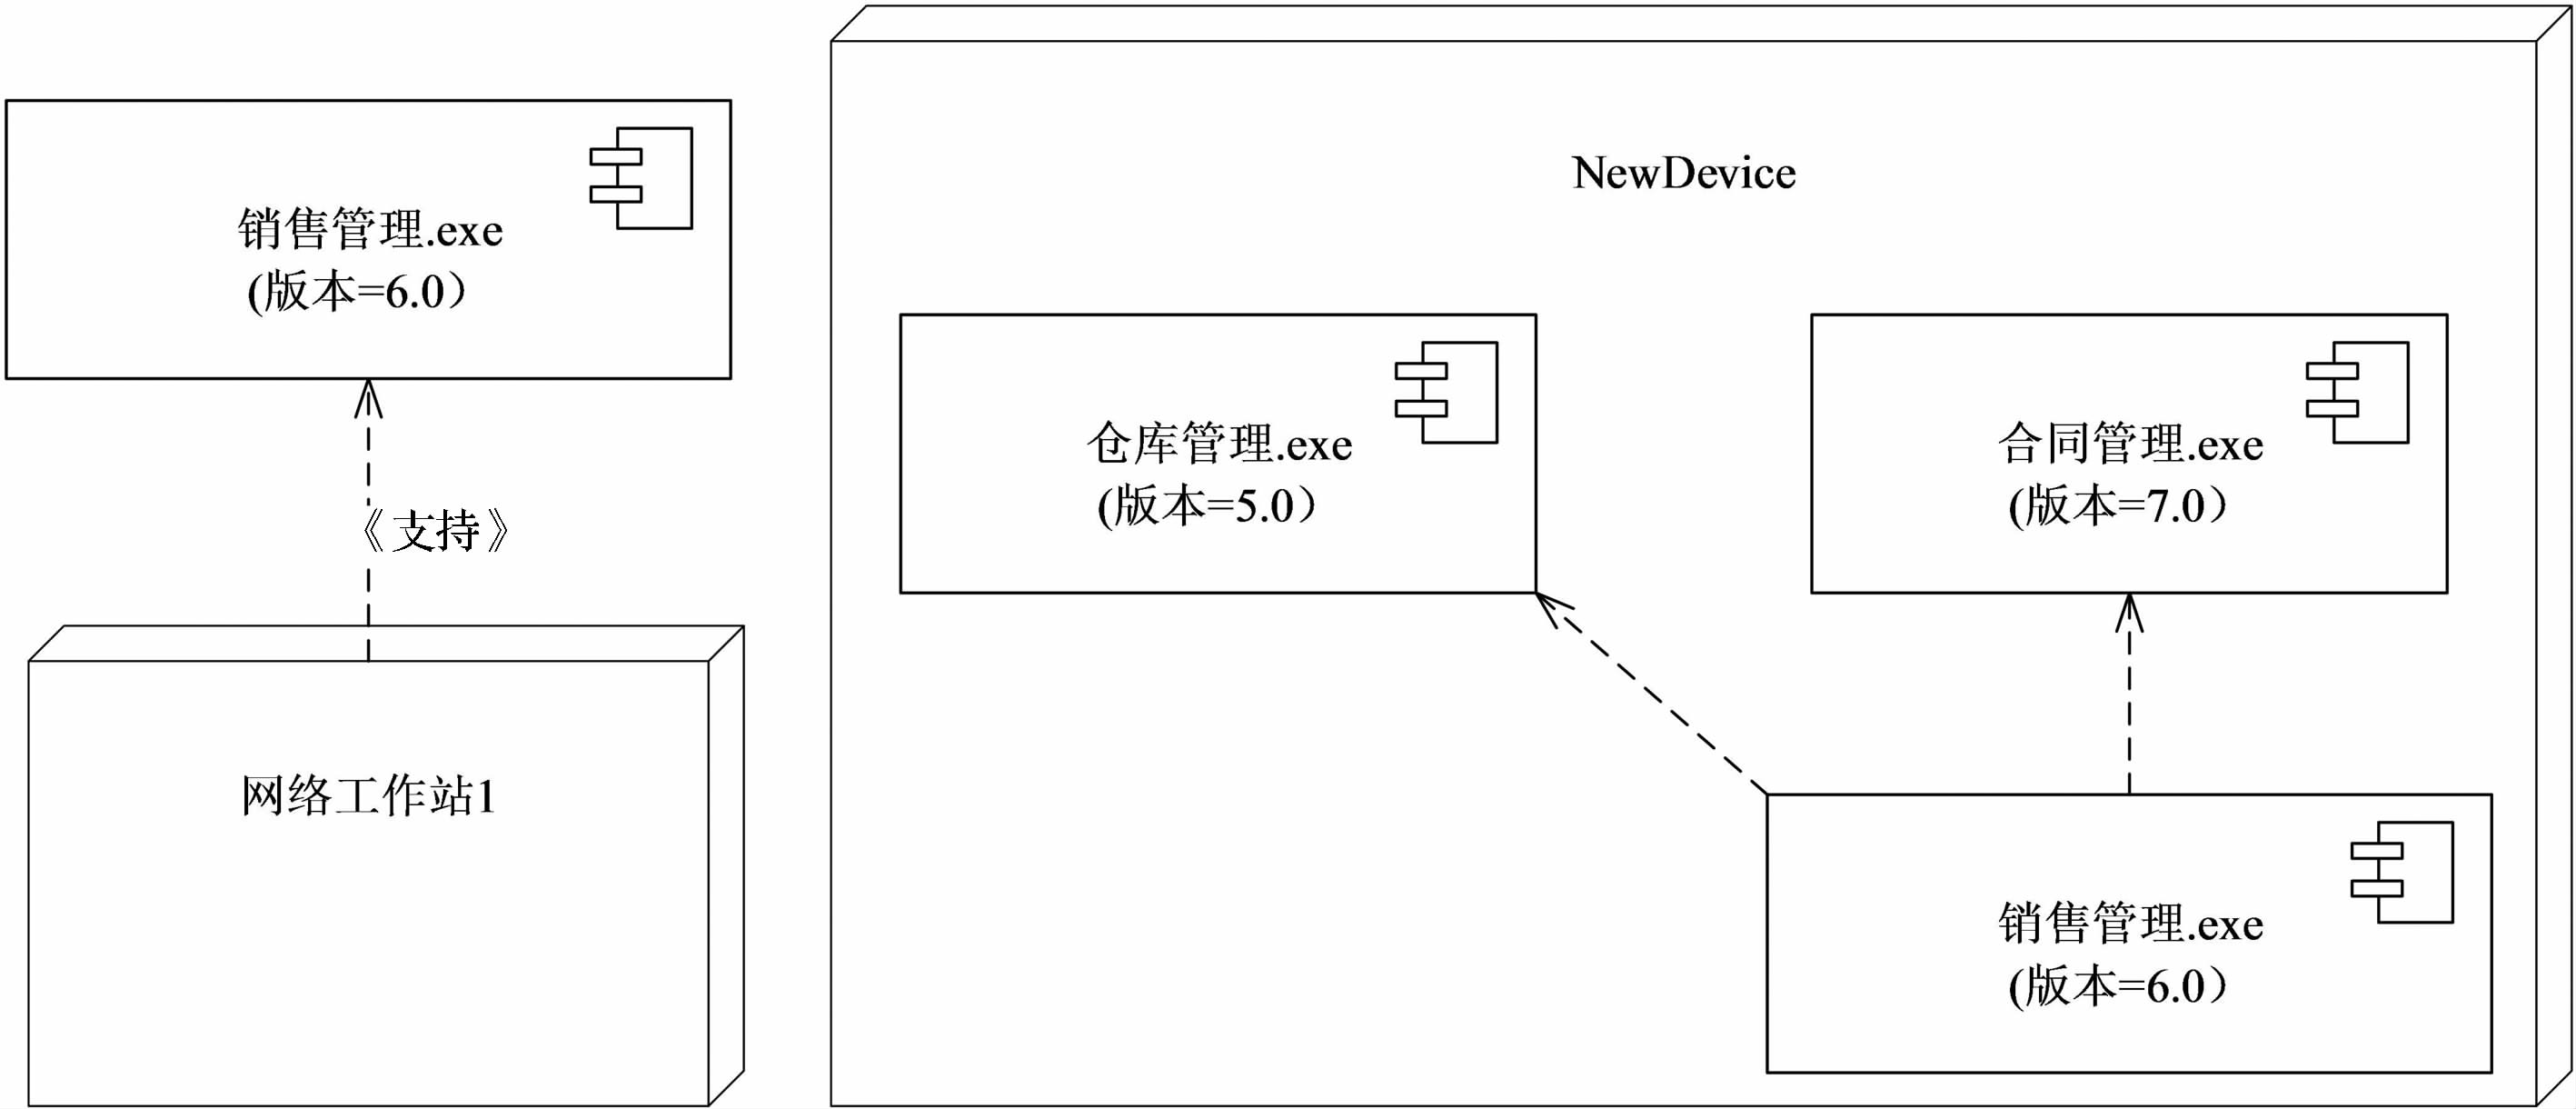 销售管理.exe
(版本=6.0）
《支持》
网络工作站1
NewDevice
仓库管理.exe
(版本=5.0）
合同管理.exe
(版本=7.0）
销售管理.exe
(版本=6.0）